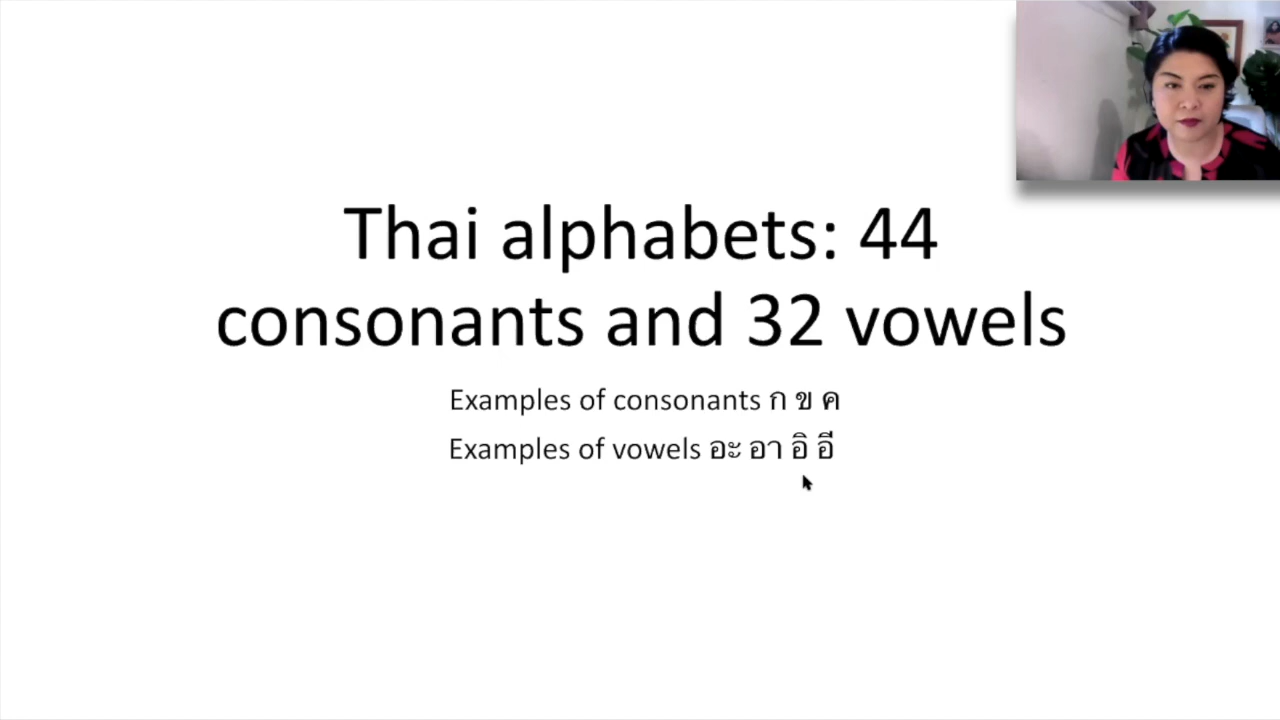 Thai alphabets: 44
consonants and 32 vowels
Examples of consonants ก ข ค
Examples of vowels อะ อา อิ อี